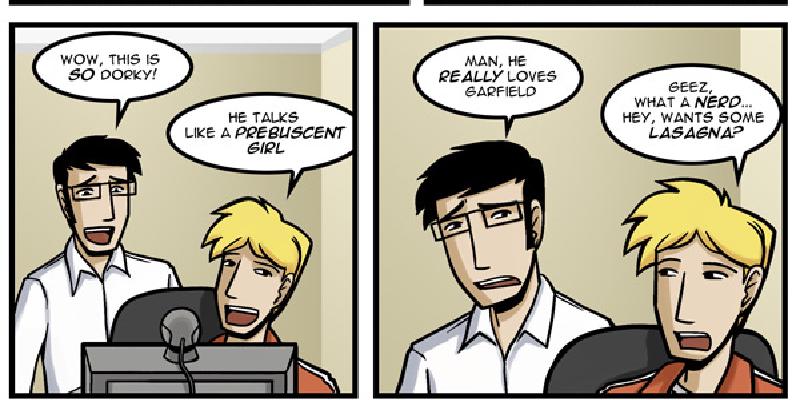 WOW, THIS IS
SO DORKY!
HE TALKS
LIKE A PREBUSCENT
GIRL
MAN, HE
REALLY LOVES
GARFIELD
GEEZ,
WHAT A NERD...
HEY, WANTS SOME
LASAGNA?